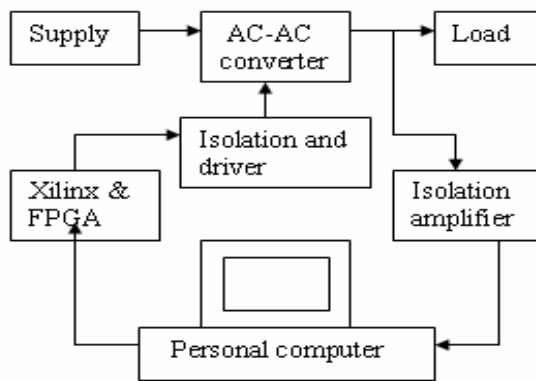 Supply
AC-AC
converter
Load
Isolation and
driver
Xilinx &
FPGA
Isolation
amplifier
Personal computer